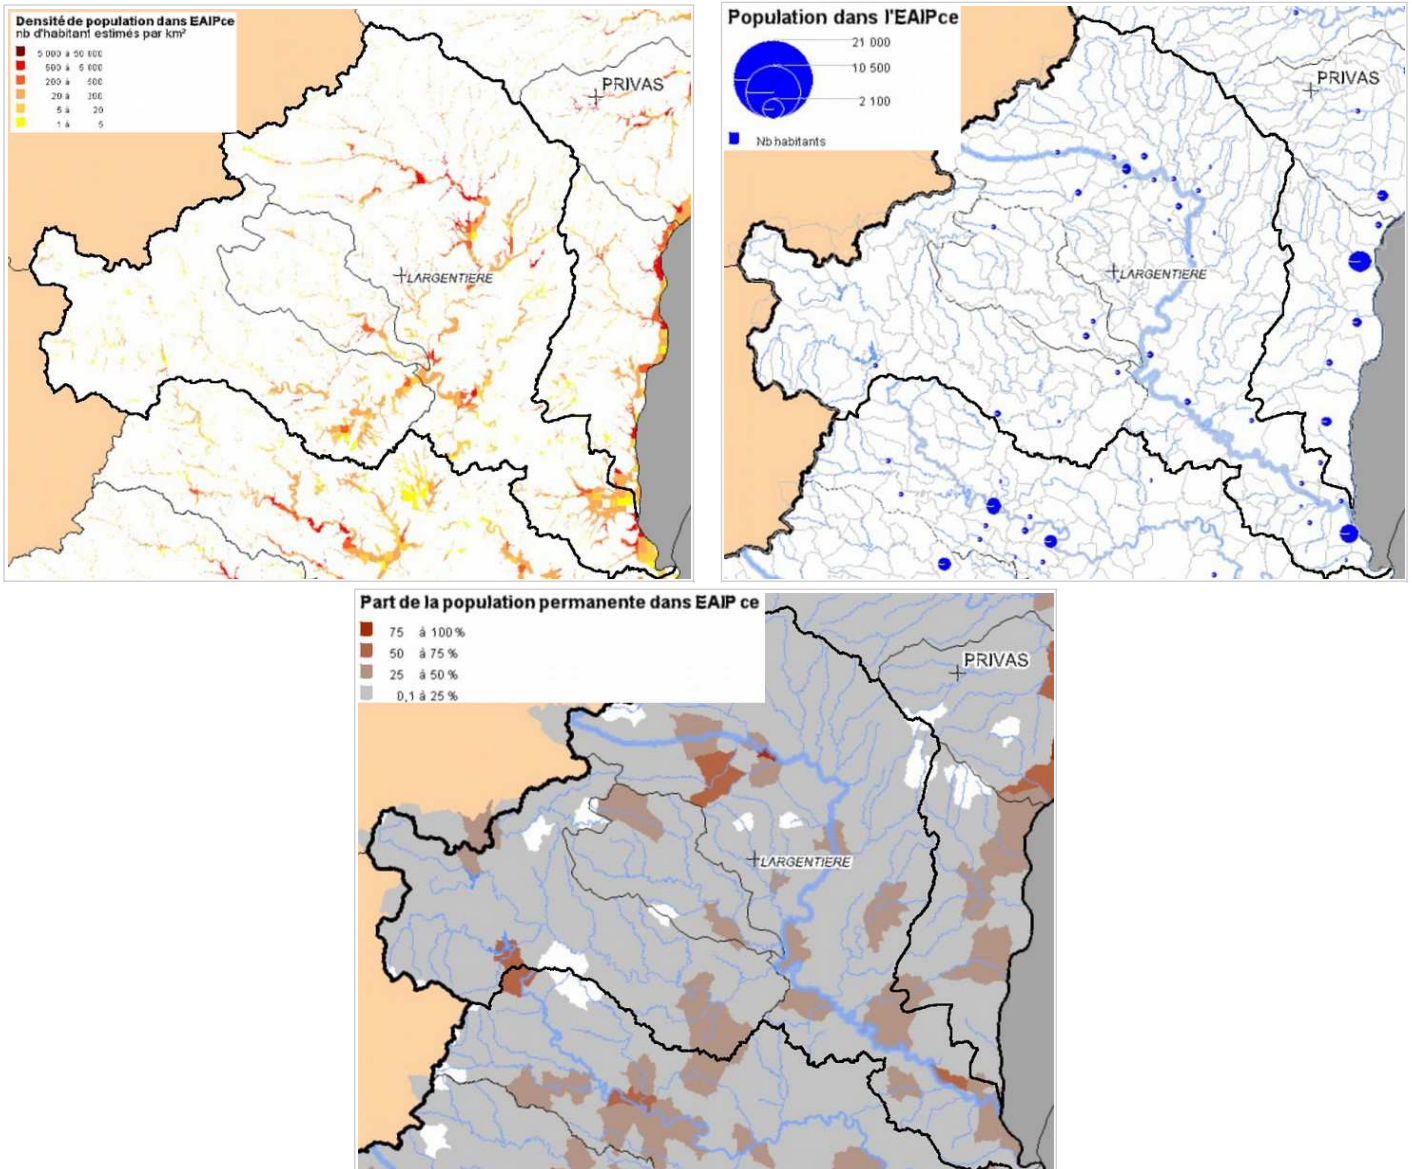 Densité de population dans EAIPce
nb d'habitant estimés par km²
5 000 à 50 000
500 à 5 000
200 à 500
20 à 200
5 à 20
1 à 5
PRIVAS
LARGENTIERE
Population dans l'EAIPce
21 000
10 500
2 100
Nb habitants
PRIVAS
LARGENTIERE
Part de la population permanente dans EAIP ce
75 à 100 %
50 à 75 %
25 à 50 %
0,1 à 25 %
PRIVAS
LARGENTIERE